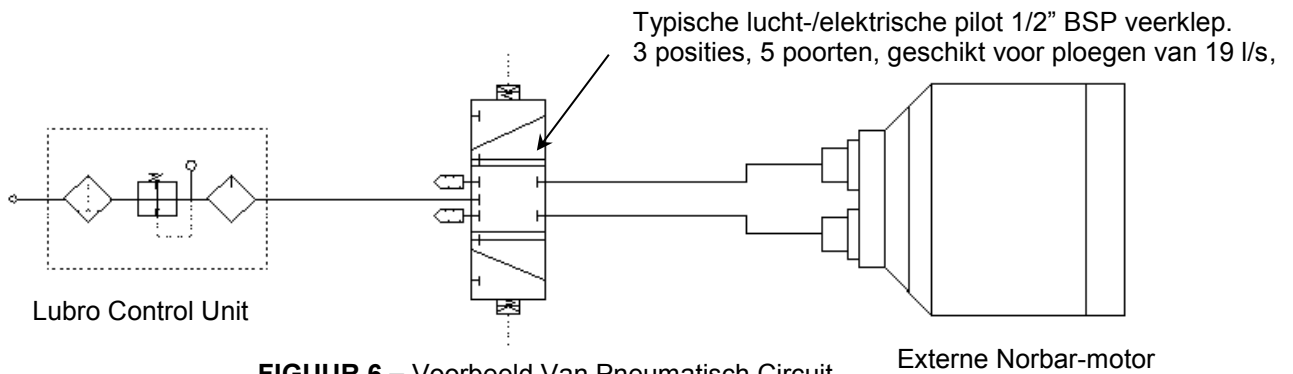 Typische lucht-/elektrische pilot 1/2” BSP veerklep.
3 posities, 5 poorten, geschikt voor ploegen van 19 l/s,
Lubro Control Unit
Externe Norbar-motor
FIGUUR 6 – Voorbeeld Van Pneumatisch Circuit